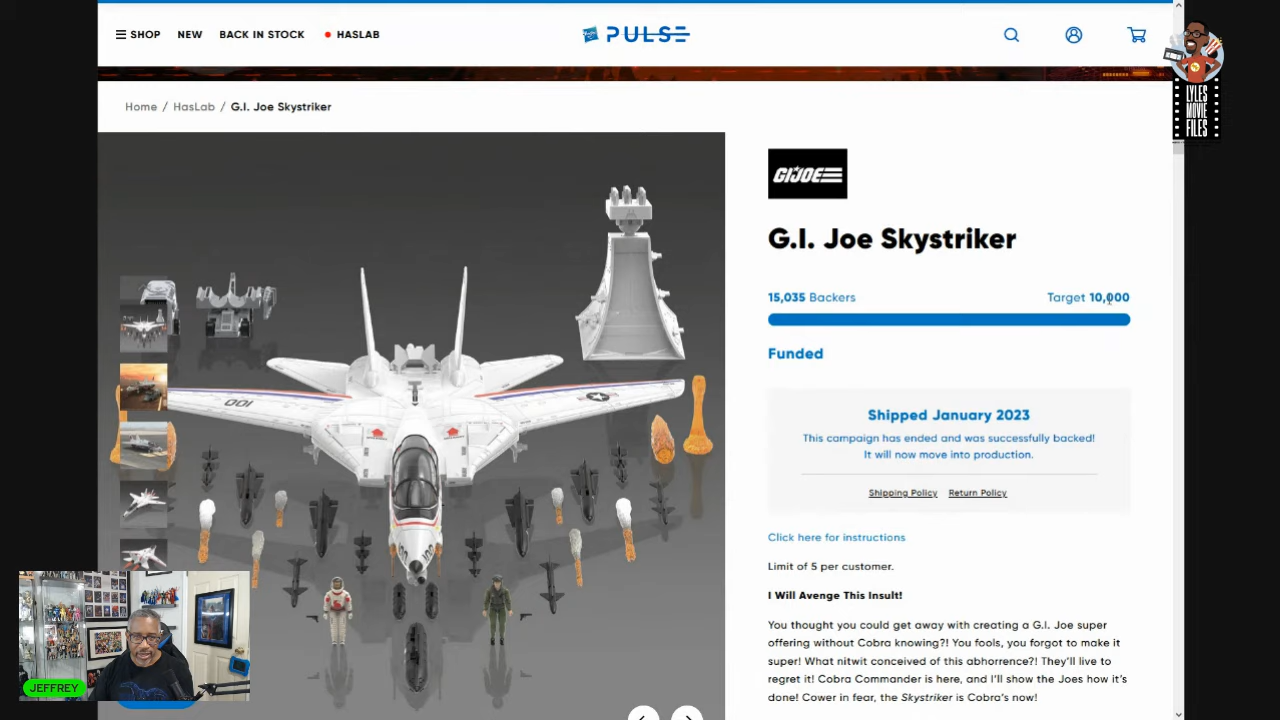 SHOP NEW BACK IN STOCK HASLAB
PULSE
LYLES
MOVIE
FILES
Home / HasLab / G.I. Joe Skystriker
GIJOE
G.I. Joe Skystriker
15,035 Backers Target 10,000
Funded
Shipped January 2023
This campaign has ended and was successfully backed!
It will now move into production.
Shipping Policy Return Policy
Click here for instructions
Limit of 5 per customer.
I Will Avenge This Insult!
You thought you could get away with creating a G.I. Joe super
offering without Cobra knowing?! You fools, you forgot to make it
super! What nitwit conceived of this abhorrence?! They'll live to
regret it! Cobra Commander is here, and I'll show the Joes how it's
done! Cower in fear, the Skystriker is Cobra's now!
100
JEFFREY